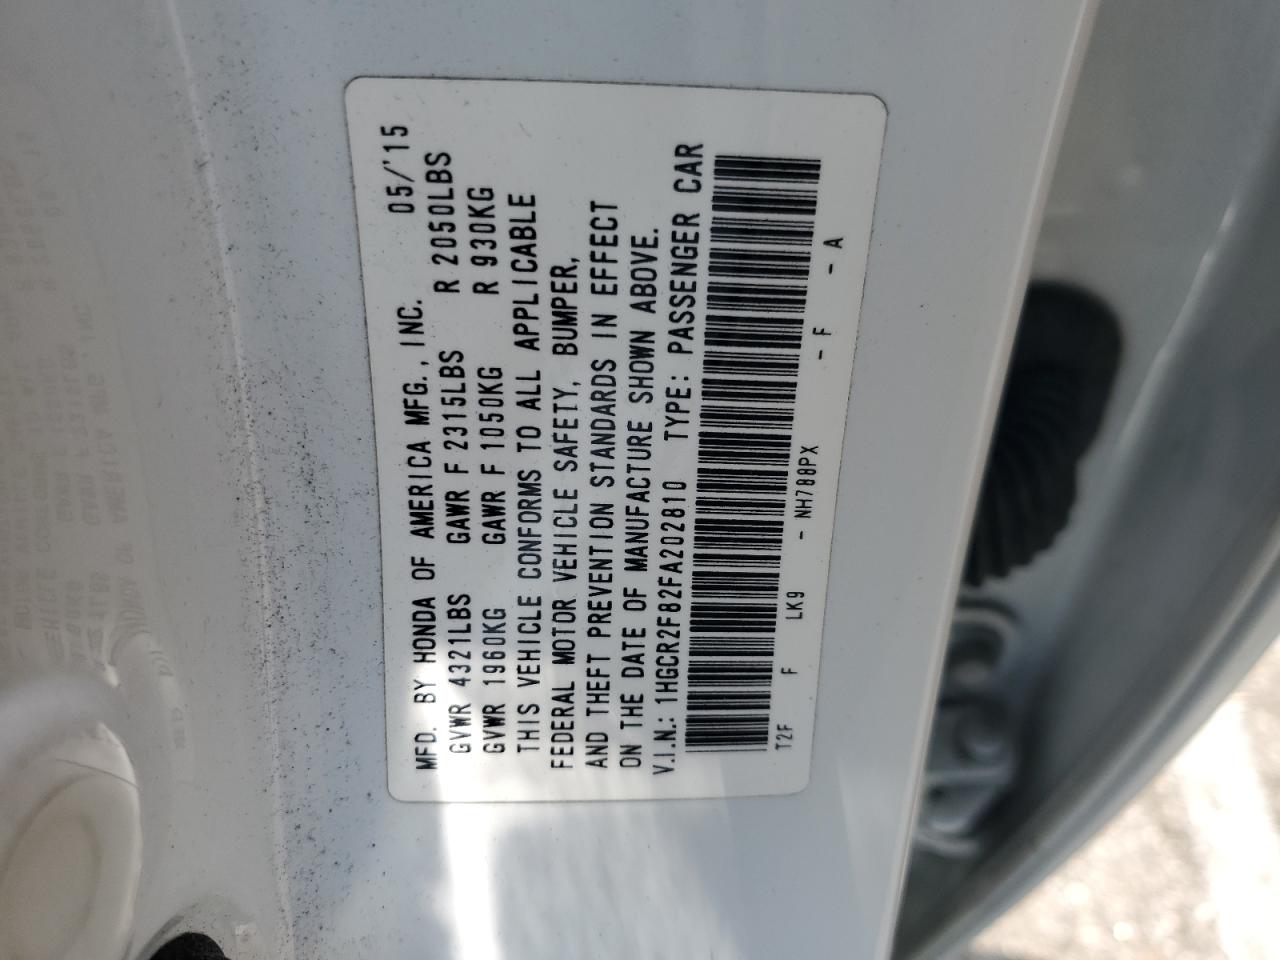 MFD. BY HONDA OF AMERICA MFG., INC. 05/'15
GVWR 4321LBS GAWR F 2315LBS R 2050LBS
GVWR 1960KG GAWR F 1050KG R 930KG
THIS VEHICLE CONFORMS TO ALL APPLICABLE
FEDERAL MOTOR VEHICLE SAFETY, BUMPER,
AND THEFT PREVENTION STANDARDS IN EFFECT
ON THE DATE OF MANUFACTURE SHOWN ABOVE.
V.I.N.: 1HGCR2F82FA202810 TYPE: PASSENGER CAR
T2F F LK9 - NH788PX - F - A